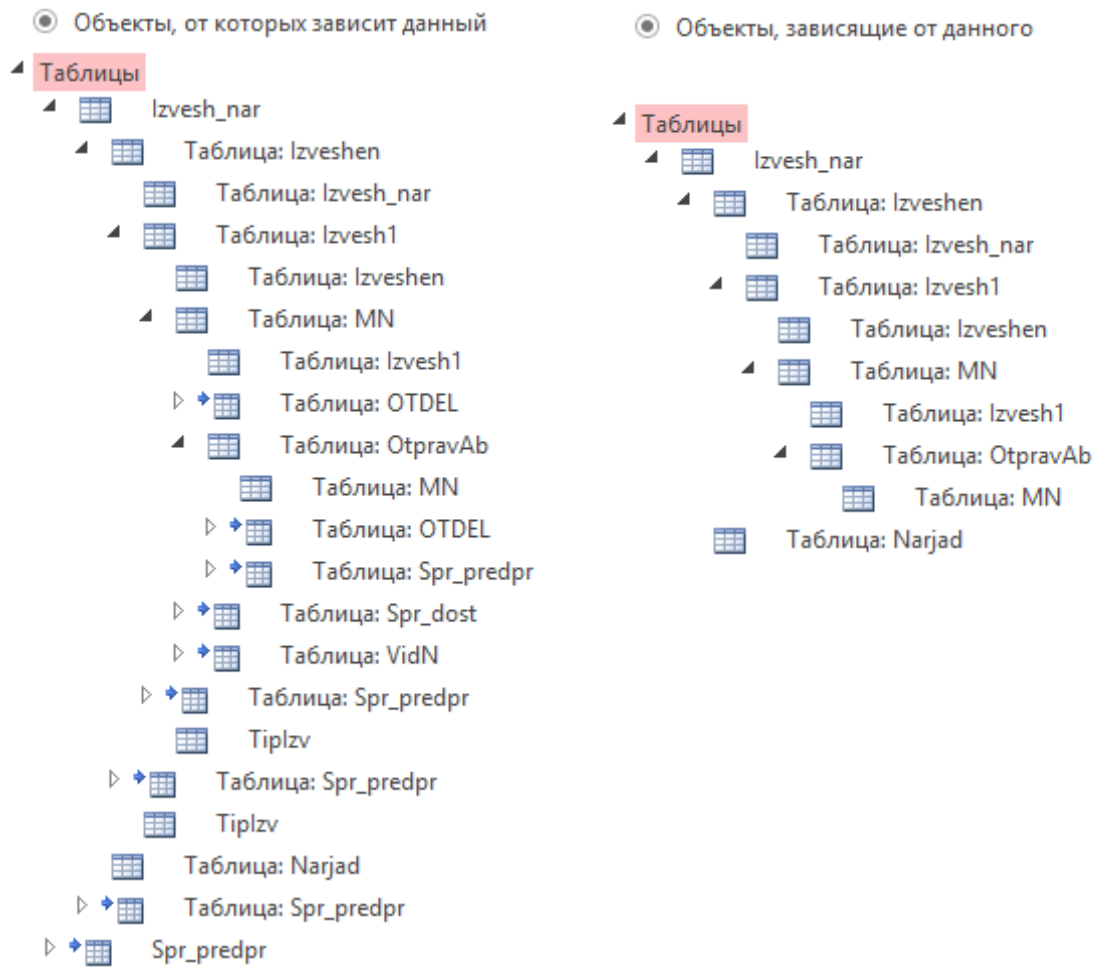 Объекты, от которых зависит данный
Таблицы
Izvesh_nar
Таблица: Izveshen
Таблица: Izvesh_nar
Таблица: Izvesh1
Таблица: Izveshen
Таблица: MN
Таблица: Izvesh1
Таблица: OTDEL
Таблица: OtpravAb
Таблица: MN
Таблица: OTDEL
Таблица: Spr_predpr
Таблица: Spr_dost
Таблица: VidN
Таблица: Spr_predpr
TipIzv
Таблица: Spr_predpr
TipIzv
Таблица: Narjad
Таблица: Spr_predpr
Spr_predpr
Объекты, зависящие от данного
Таблицы
Izvesh_nar
Таблица: Izveshen
Таблица: Izvesh_nar
Таблица: Izvesh1
Таблица: Izveshen
Таблица: MN
Таблица: Izvesh1
Таблица: OtpravAb
Таблица: MN
Таблица: Narjad